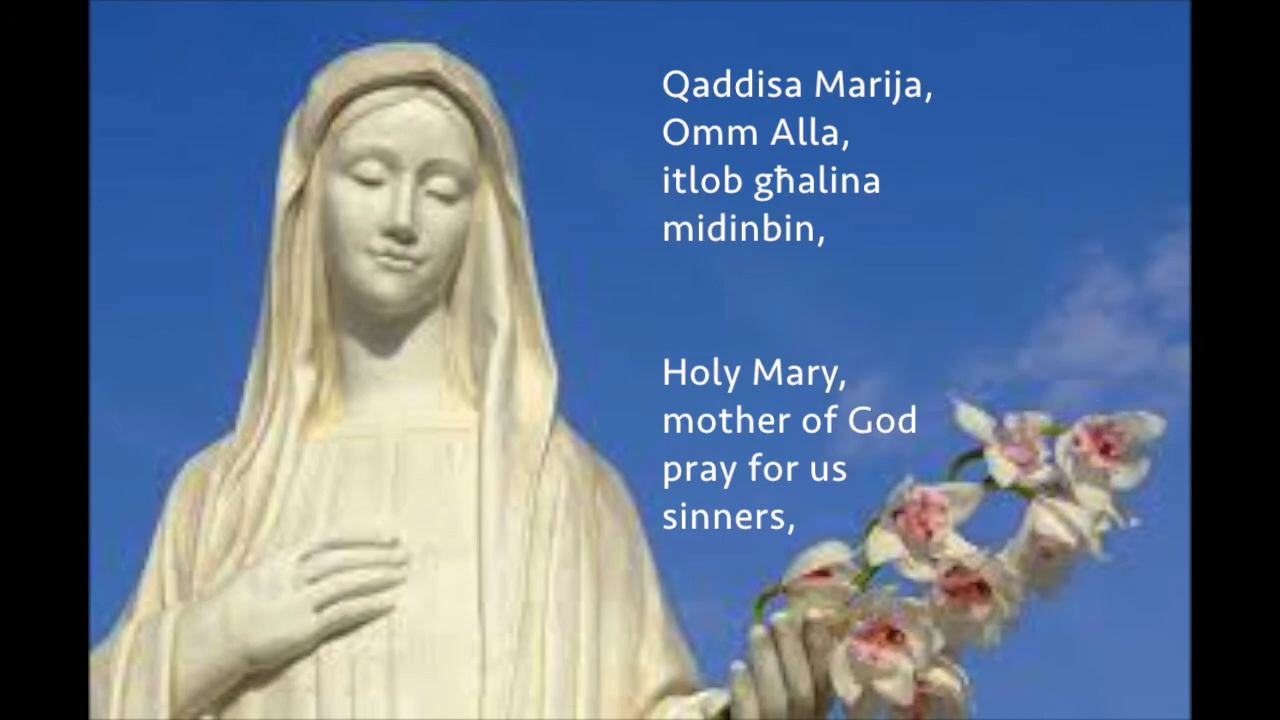 Qaddisa Marija,
Omm Alla,
itlob għalina
midinbin,
Holy Mary,
mother of God
pray for us
sinners,